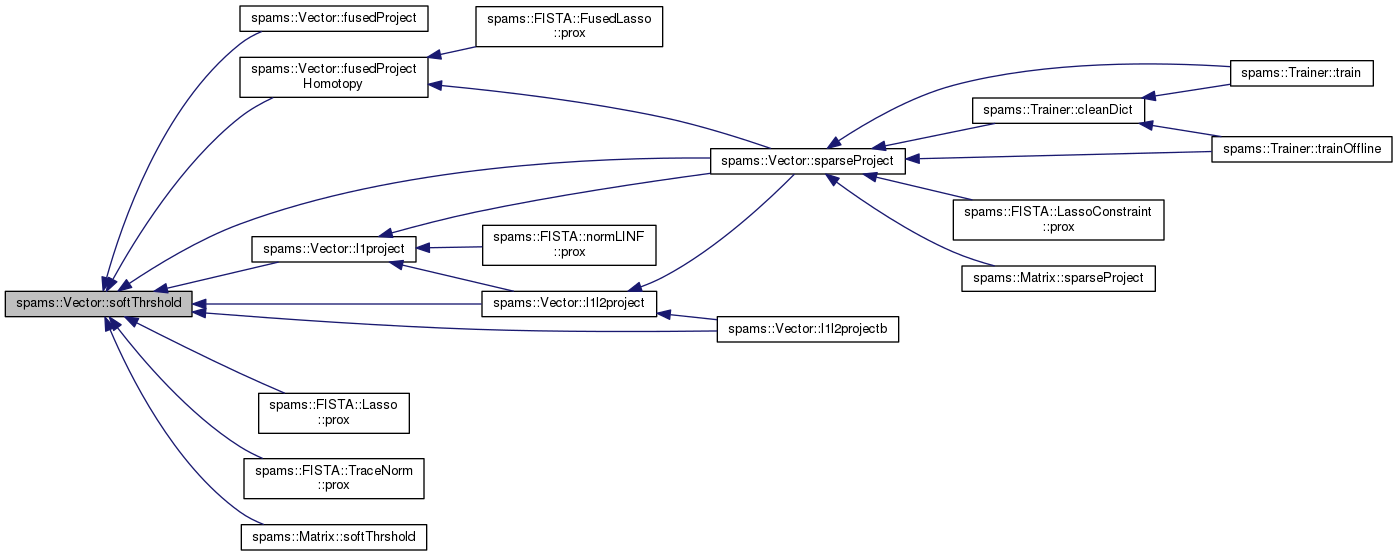 spams::Vector::fusedProject
spams::FISTA::FusedLasso
::prox
spams::Vector::fusedProject
Homotopy
spams::Trainer::train
spams::Trainer::cleanDict
spams::Trainer::trainOffline
spams::Vector::sparseProject
spams::FISTA::LassoConstraint
::prox
spams::Vector::l1project
spams::FISTA::normLINF
::prox
spams::Matrix::sparseProject
spams::Vector::softThrshold
spams::Vector::l1l2project
spams::Vector::l1l2projectb
spams::FISTA::Lasso
::prox
spams::FISTA::TraceNorm
::prox
spams::Matrix::softThrshold